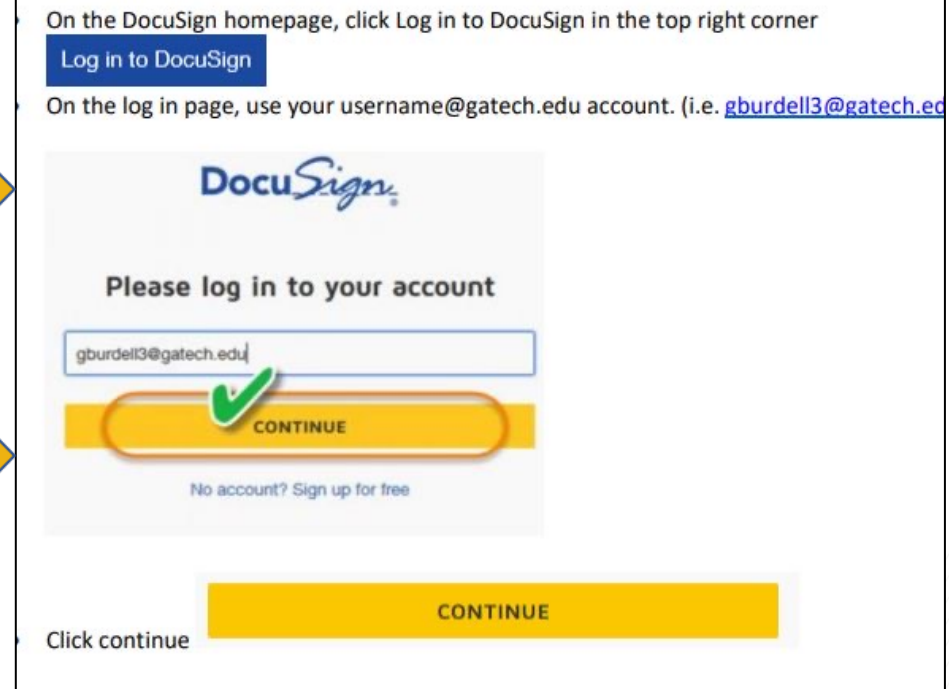 On the DocuSign homepage, click Log in to DocuSign in the top right corner
Log in to DocuSign
On the log in page, use your username@gatech.edu account. (i.e. gburdell3@gatech.ed
DocuSign
Please log in to your account
gburdell3@gatech.edu
CONTINUE
No account? Sign up for free
CONTINUE
Click continue